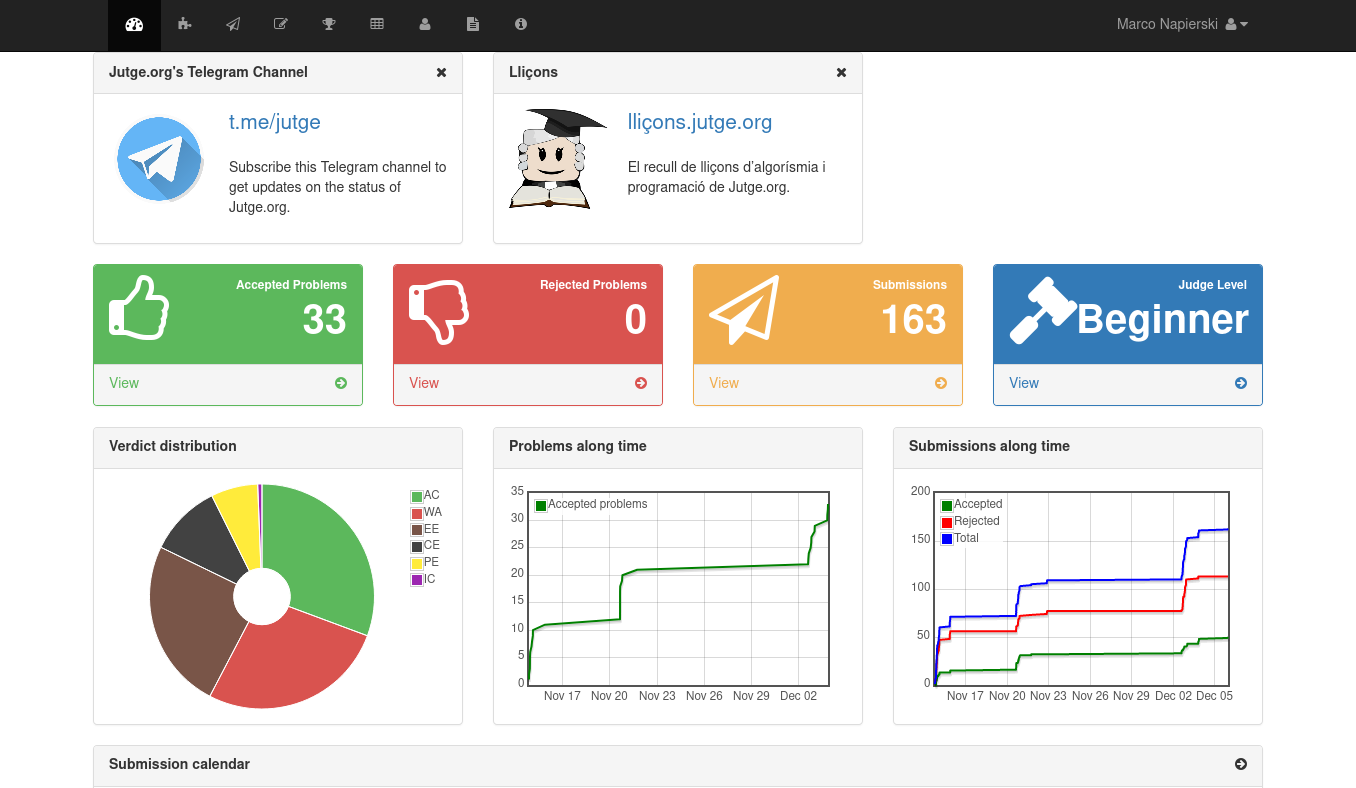 Marco Napierski
Jutge.org's Telegram Channel
t.me/jutge
Subscribe this Telegram channel to
get updates on the status of
Jutge.org.
Lliçons
lliçons.jutge.org
El recull de lliçons d'algorísmia i
programació de Jutge.org.
Accepted Problems
33
View
Rejected Problems
0
View
Submissions
163
View
Judge Level
Beginner
View
Verdict distribution
AC
WA
EE
CE
PE
IC
Problems along time
Accepted problems
35
30
25
20
15
10
5
0
Nov 17 Nov 20 Nov 23 Nov 26 Nov 29 Dec 02
Submissions along time
Accepted
Rejected
Total
200
150
100
50
0
Nov 17 Nov 20 Nov 23 Nov 26 Nov 29 Dec 02 Dec 05
Submission calendar